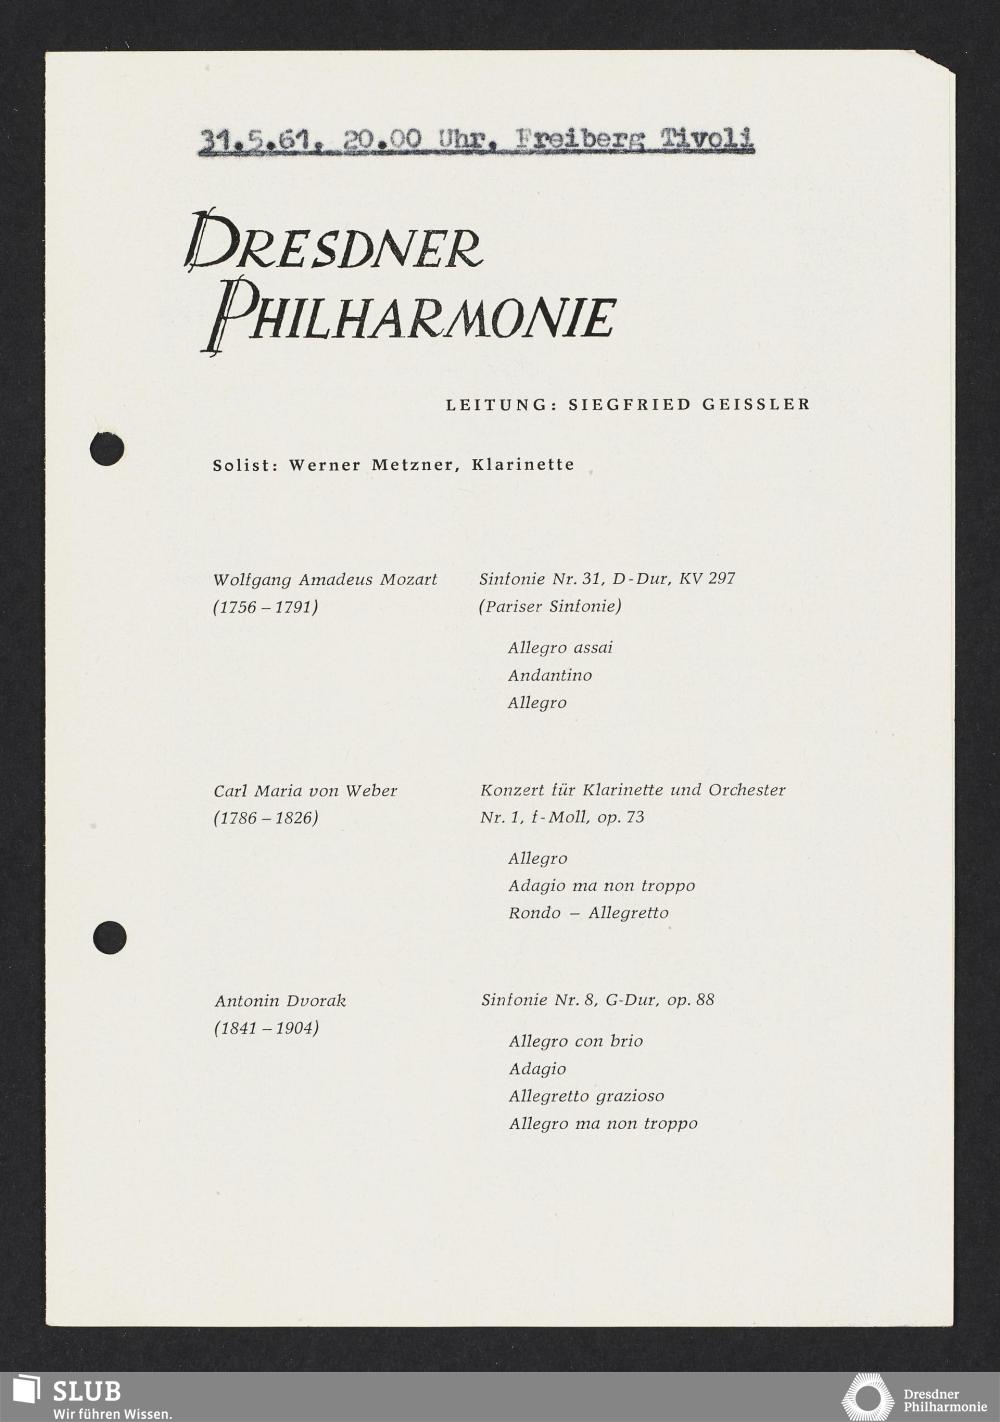 31.5.61, 20.00 Uhr, Freiberg Tivoli
DRESDNER
PHILHARMONIE
LEITUNG: SIEGFRIED GEISSLER
Solist: Werner Metzner, Klarinette
Wolfgang Amadeus Mozart
(1756 – 1791)
Sinfonie Nr. 31, D-Dur, KV 297
(Pariser Sinfonie)
Allegro assai
Andantino
Allegro
Carl Maria von Weber
(1786 – 1826)
Konzert für Klarinette und Orchester
Nr. 1, f-Moll, op. 73
Allegro
Adagio ma non troppo
Rondo – Allegretto
Antonin Dvorak
(1841 – 1904)
Sinfonie Nr. 8, G-Dur, op. 88
Allegro con brio
Adagio
Allegretto grazioso
Allegro ma non troppo
SLUB
Wir führen Wissen.
Dresdner
Philharmonie